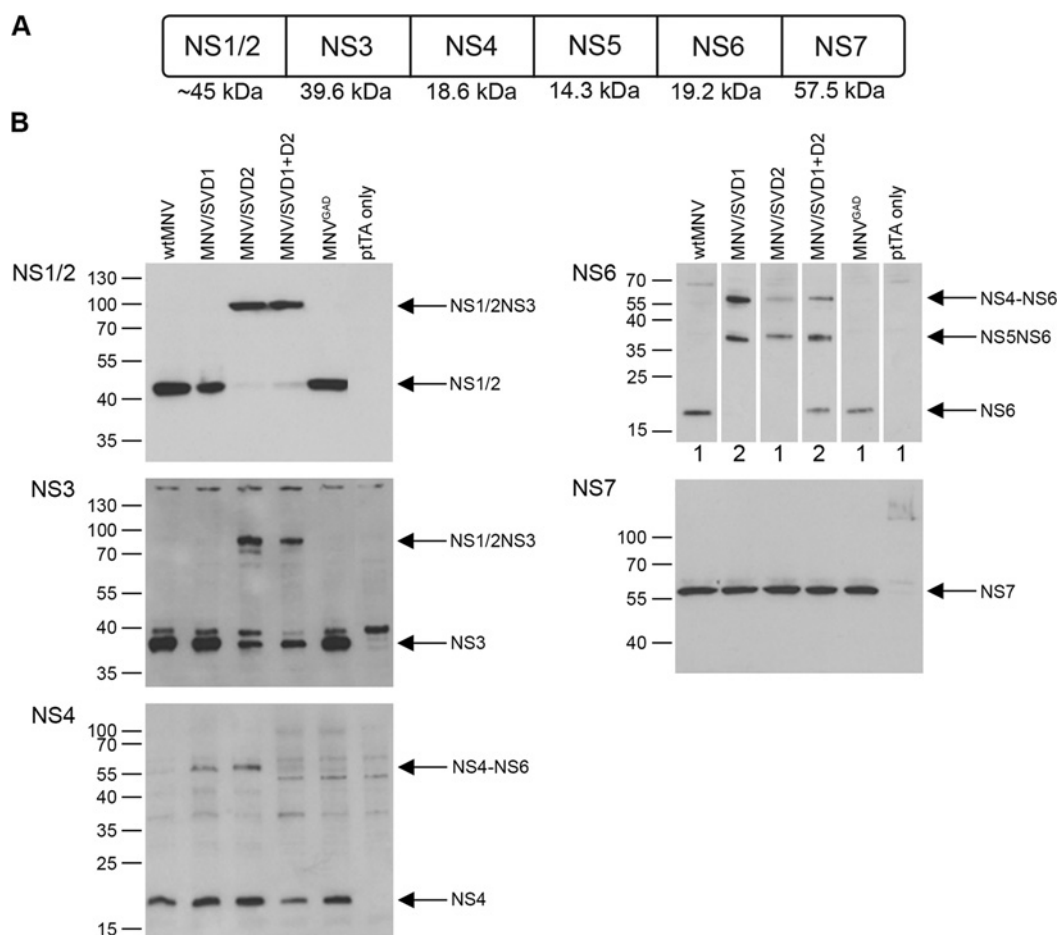 A
NS1/2 NS3 NS4 NS5 NS6 NS7
~45 kDa 39.6 kDa 18.6 kDa 14.3 kDa 19.2 kDa 57.5 kDa
B
wtMNV MNV/SVD1 MNV/SVD2 MNV/SVD1+D2 MNVGAD ptTA only
NS1/2
130
100
70
55
40
35
NS1/2NS3
NS1/2
NS3
130
100
70
55
40
35
NS1/2NS3
NS3
NS4
100
70
55
40
35
25
15
NS4-NS6
NS4
wtMNV MNV/SVD1 MNV/SVD2 MNV/SVD1+D2 MNVGAD ptTA only
NS6
70
55
40
35
25
15
NS4-NS6
NS5NS6
NS6
1 2 1 2 1 1
NS7
100
70
55
40
NS7